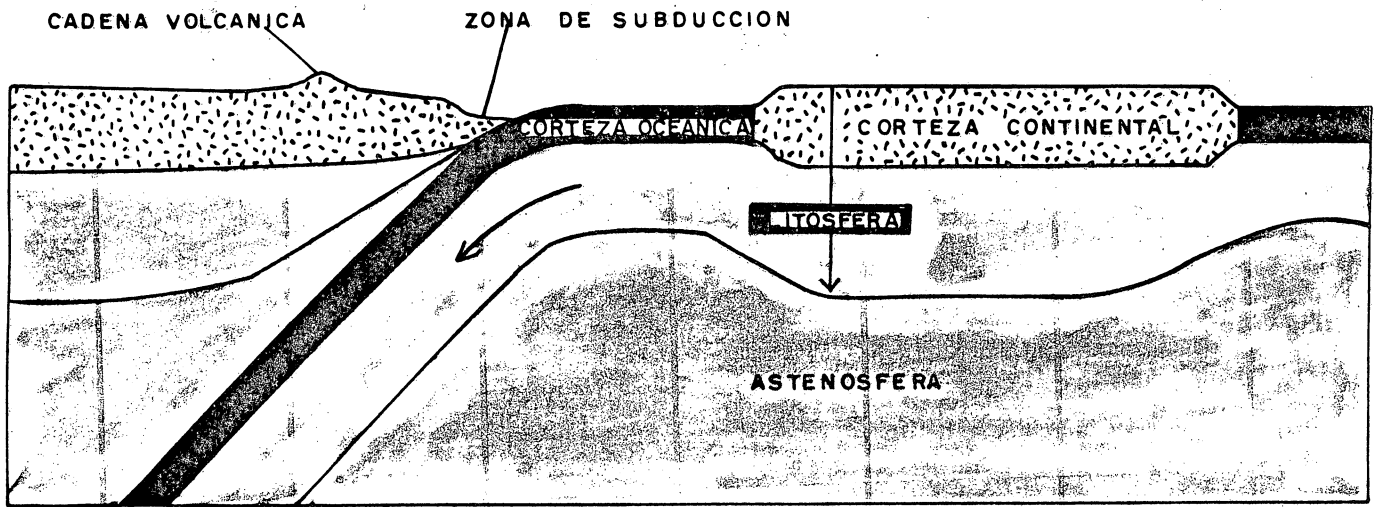 CADENA VOLCANICA
ZONA DE SUBDUCCION
CORTEZA OCEANICA
CORTEZA CONTINENTAL
LITOSFERA
ASTENOSFERA